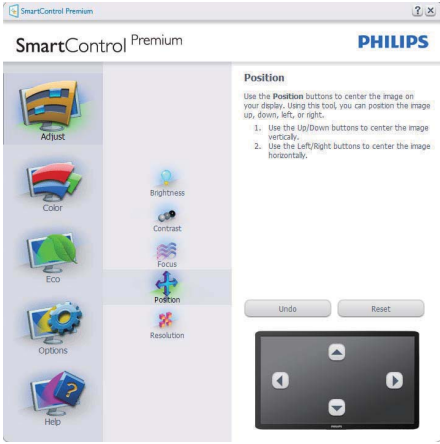 SmartControl Premium
SmartControl Premium
PHILIPS
Adjust
Color
Eco
Options
Help
Brightness
Contrast
Focus
Position
Resolution
Position
Use the Position buttons to center the image on
your display. Using this tool, you can position the image
up, down, left, or right.
1. Use the Up/Down buttons to center the image
vertically.
2. Use the Left/Right buttons to center the image
horizontally.
Undo
Reset
PHILIPS